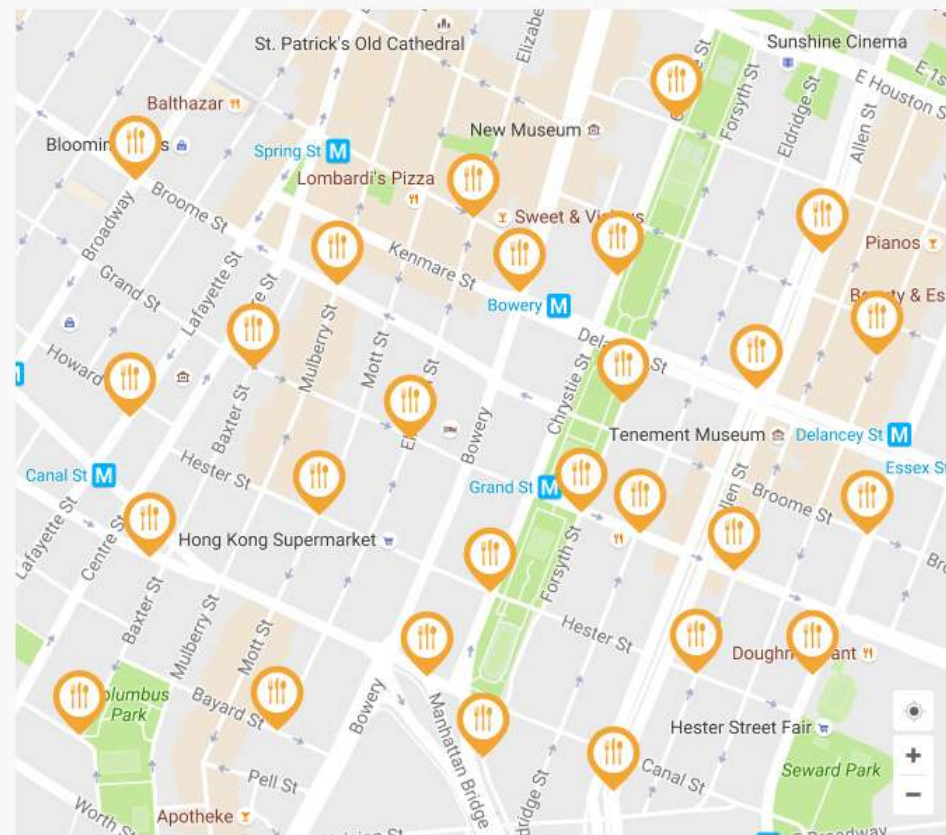 St. Patrick's Old Cathedral
Sunshine Cinema
E Houston S
Balthazar
Forsyth St
Eldridge St
Allen St
New Museum
Spring St M
Lombardi's Pizza
Broome St
Broadway
Sweet & Vi
Pianos
Kenmare St
Grand St
Lafayette St
Bowery M
Howard
Mulberry St
Mott St
Chrystie St
Baxter St
Bowery
Tenement Museum
Delancey St M
Essex St
Canal St M
Hester St
Grand St M
Broome St
Lafayette St
Centre St
Hong Kong Supermarket
Forsyth St
Baxter St
Mulberry St
Mott St
Hester St
Park
Bayard St
Bowery
Manhattan Bridge
Hester Street Fair
Canal St
Seward Park
Pell St
Worth St
Apotheke
E Broadway